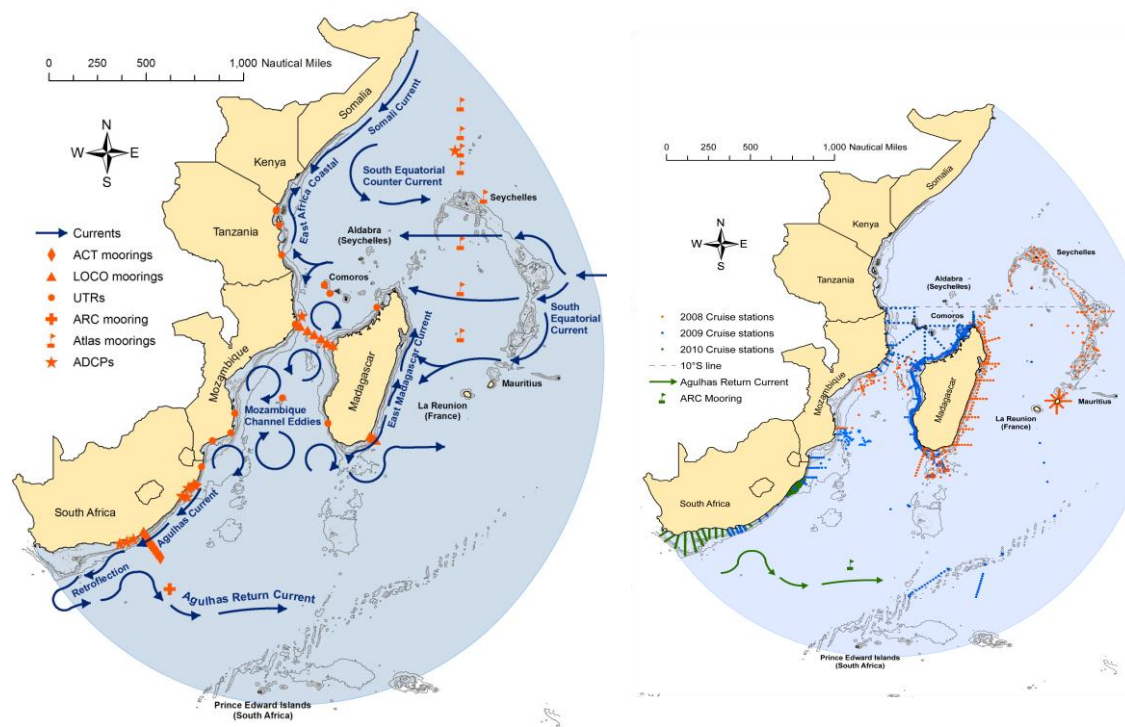 0 500 1,000 Nautical Miles
N
W E
S
Currents
ACT moorings
LOCO moorings
UTRs
ARC mooring
Atlas moorings
ADCPs
Somalia
Somali Current
Kenya
South Equatorial
Counter Current
East Africa Coastal
Seychelles
Tanzania
Aldabra
(Seychelles)
Comoros
South
Equatorial
Current
Mozambique
Madagascar
East Madagascar Current
Mauritius
La Reunion
(France)
Mozambique
Channel Eddies
South Africa
Agulhas Current
Retroflection
Agulhas Return Current
Prince Edward Islands
(South Africa)
0 500 1,000 Nautical Miles
N
W E
S
Somalia
Kenya
Seychelles
Tanzania
Aldabra
(Seychelles)
Comoros
2008 Cruise stations
2009 Cruise stations
2010 Cruise stations
10°S line
Agulhas Return Current
ARC Mooring
Mozambique
Madagascar
Mauritius
La Reunion
(France)
South Africa
Prince Edward Islands
(South Africa)